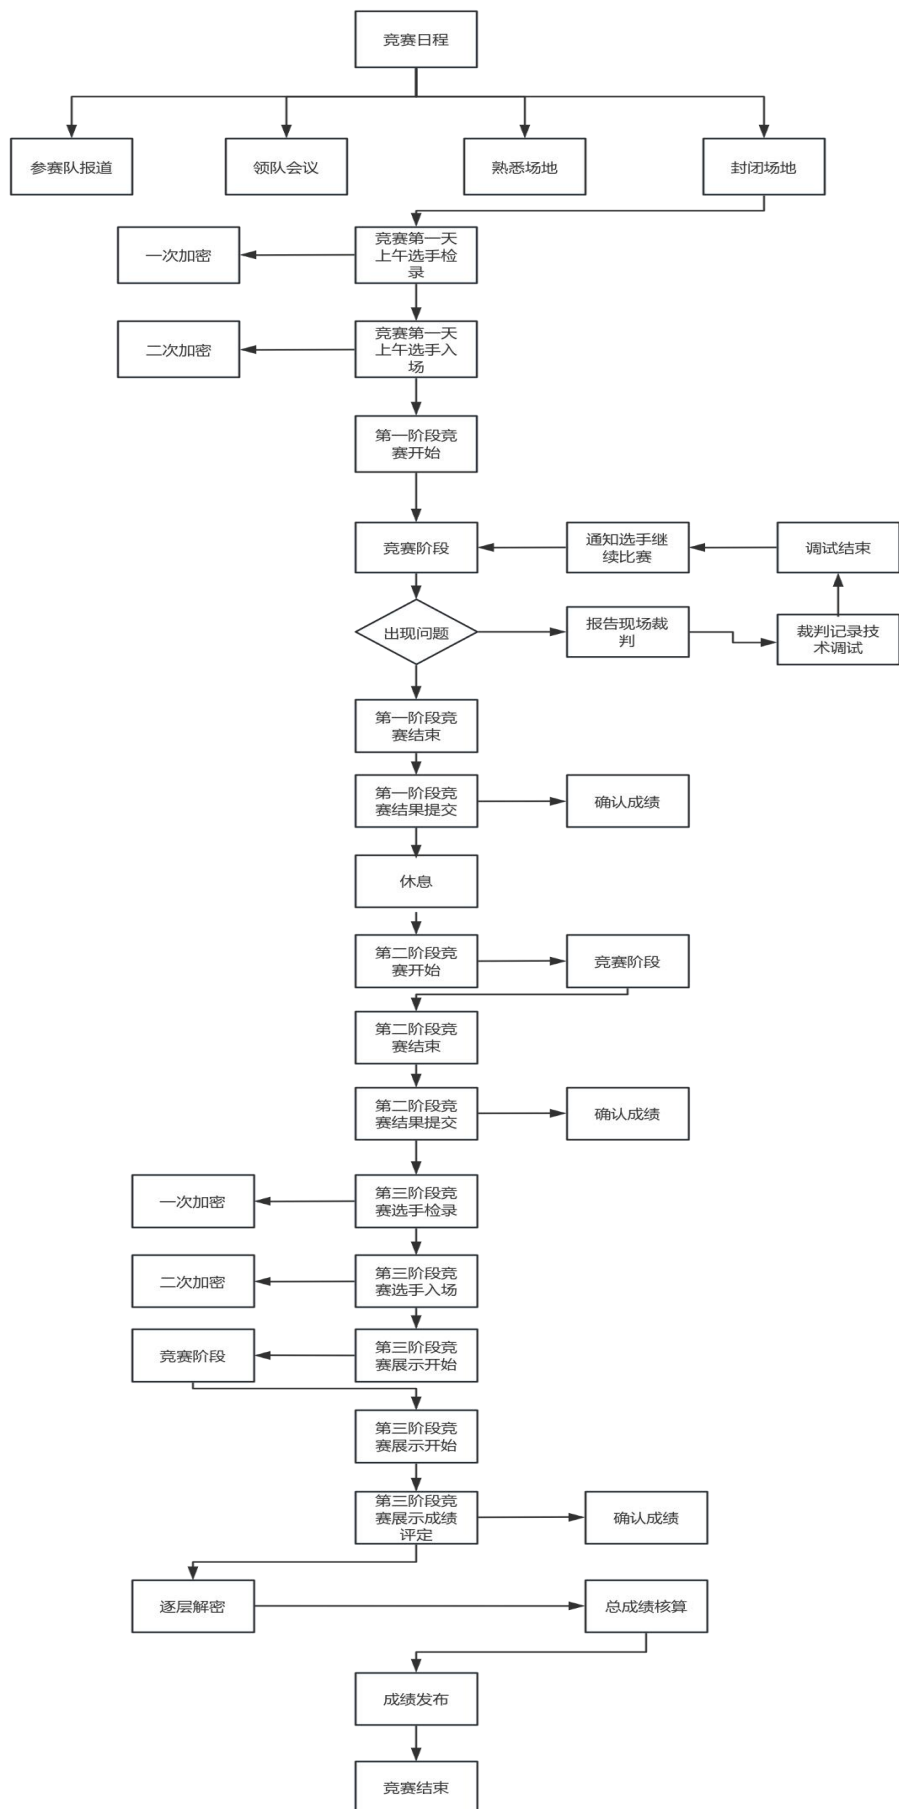 竞赛日程
参赛队报道
领队会议
熟悉场地
封闭场地
一次加密
竞赛第一天
上午选手检
录
二次加密
竞赛第一天
上午选手入
场
第一阶段竞
赛开始
竞赛阶段
通知选手继
续比赛
调试结束
出现问题
报告现场裁
判
裁判记录技
术调试
第一阶段竞
赛结束
第一阶段竞
赛结果提交
确认成绩
休息
第二阶段竞
赛开始
竞赛阶段
第二阶段竞
赛结束
第二阶段竞
赛结果提交
确认成绩
一次加密
第三阶段竞
赛选手检录
二次加密
第三阶段竞
赛选手入场
竞赛阶段
第三阶段竞
赛展示开始
第三阶段竞
赛展示开始
第三阶段竞
赛展示成绩
评定
确认成绩
逐层解密
总成绩核算
成绩发布
竞赛结束